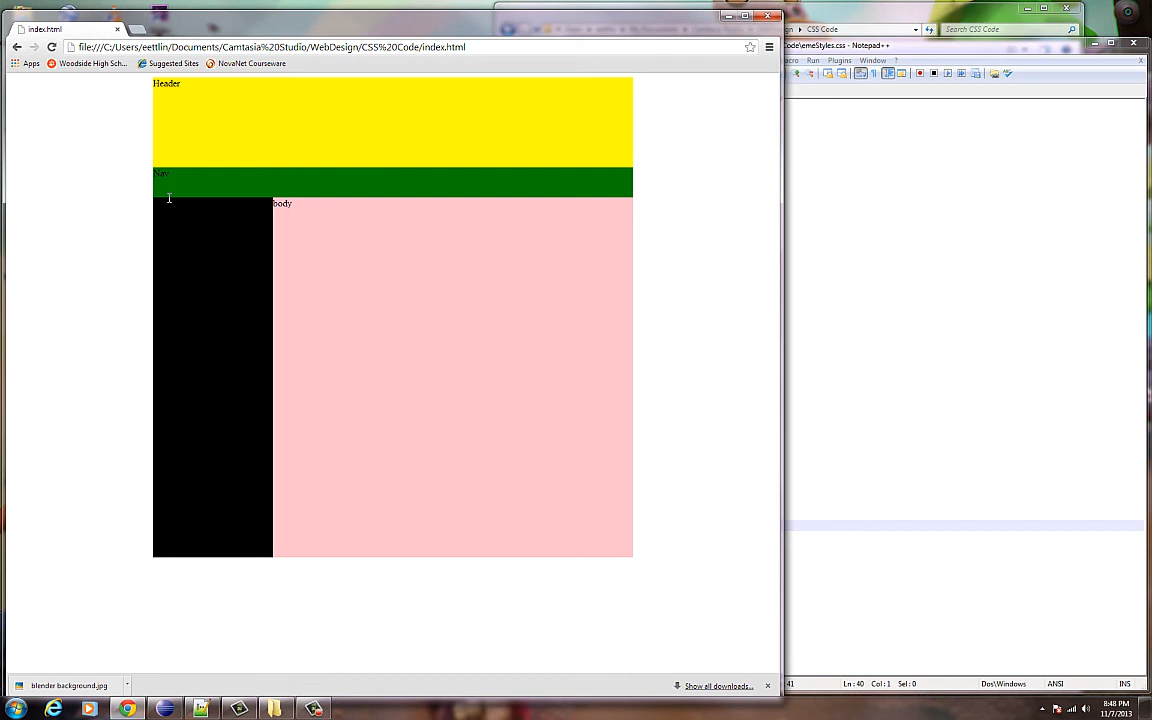 index.html
file:///C:/Users/eettlin/Documents/Camtasia%20Studio/WebDesign/CSS%20Code/index.html
Apps Woodside High Sch... Suggested Sites NovaNet Courseware
CSS Code Search CSS Code
Code\emeStyles.css - Notepad++
Run Plugins Window ? X
Header
Nav
body
41 Ln:40 Col:1 Sel:0 Dos\Windows ANSI INS
blender background.jpg Show all downloads...
8:48 PM
11/7/2013